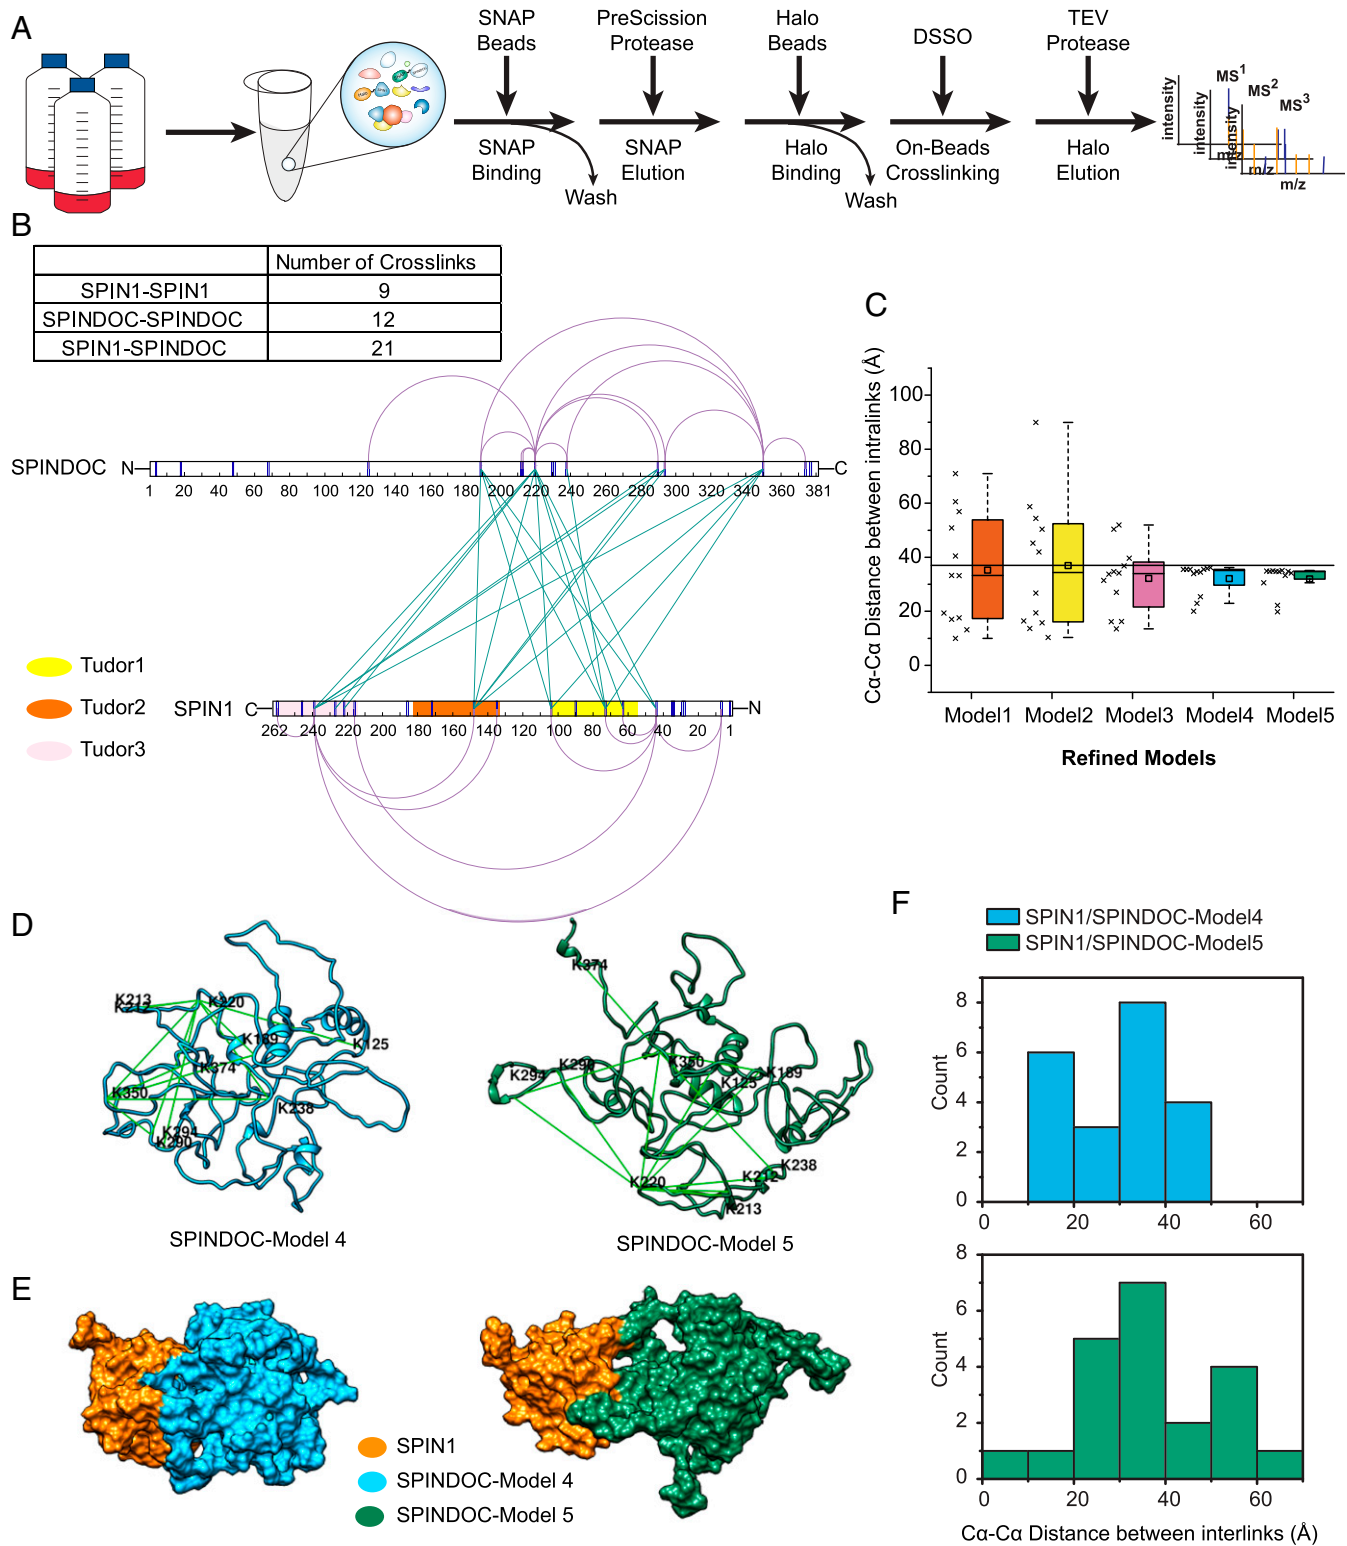 A
SNAP Beads
PreScission Protease
Halo Beads
DSSO
TEV Protease
SNAP Binding
Wash
SNAP Elution
Halo Binding
Wash
On-Beads Crosslinking
Halo Elution
MS1
MS2
MS3
intensity
intensity
intensity
m/z
m/z
m/z
B
Number of Crosslinks
SPIN1-SPIN1 9
SPINDOC-SPINDOC 12
SPIN1-SPINDOC 21
SPINDOC N C
1 20 40 60 80 100 120 140 160 180 200 220 240 260 280 300 320 340 360 381
Tudor1
Tudor2
Tudor3
SPIN1 C N
262 240 220 200 180 160 140 120 100 80 60 40 20 1
C
Cα-Cα Distance between intralinks (Å)
100
80
60
40
20
0
Model1 Model2 Model3 Model4 Model5
Refined Models
D
K213
K220
K189
K125
K374
K350
K238
K294
K290
SPINDOC-Model 4
K374
K294
K290
K350
K125
K189
K238
K212
K220
K213
SPINDOC-Model 5
E
SPIN1
SPINDOC-Model 4
SPINDOC-Model 5
F
SPIN1/SPINDOC-Model4
SPIN1/SPINDOC-Model5
Count
8
6
4
2
0
0 20 40 60
Count
8
6
4
2
0
0 20 40 60
Cα-Cα Distance between interlinks (Å)